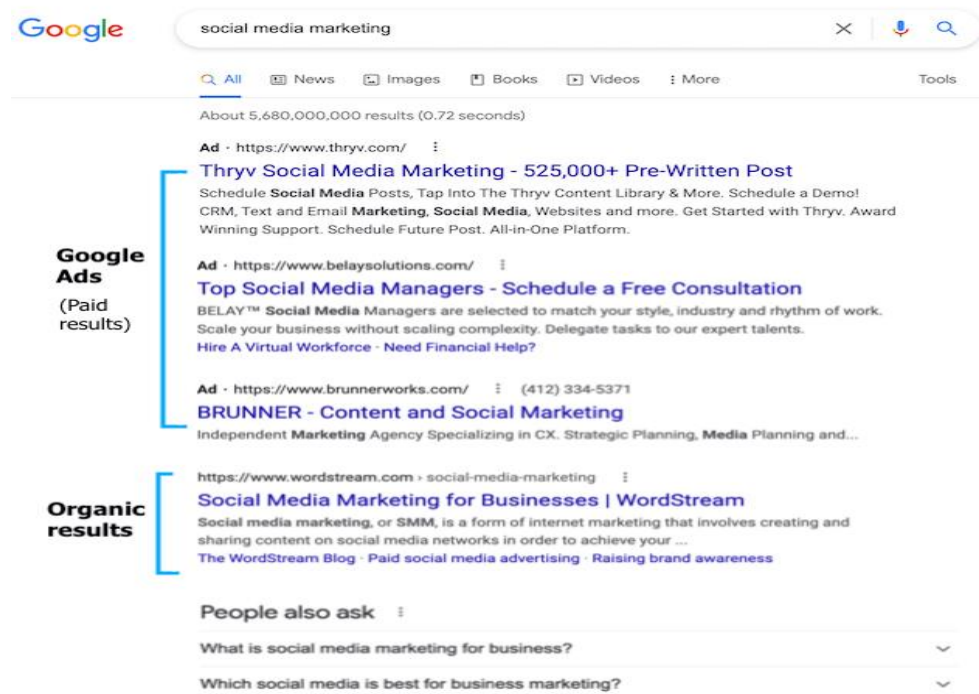 Google
social media marketing
All News Images Books Videos More Tools
About 5,680,000,000 results (0.72 seconds)
Ad · https://www.thryv.com/
Thryv Social Media Marketing - 525,000+ Pre-Written Post
Schedule Social Media Posts, Tap Into The Thryv Content Library & More. Schedule a Demo!
CRM, Text and Email Marketing, Social Media, Websites and more. Get Started with Thryv. Award
Winning Support. Schedule Future Post. All-in-One Platform.
Google
Ads
(Paid
results)
Ad · https://www.belaysolutions.com/
Top Social Media Managers - Schedule a Free Consultation
BELAY™ Social Media Managers are selected to match your style, industry and rhythm of work.
Scale your business without scaling complexity. Delegate tasks to our expert talents.
Hire A Virtual Workforce · Need Financial Help?
Ad · https://www.brunnerworks.com/ (412) 334-5371
BRUNNER - Content and Social Marketing
Independent Marketing Agency Specializing in CX. Strategic Planning, Media Planning and...
Organic
results
https://www.wordstream.com › social-media-marketing
Social Media Marketing for Businesses | WordStream
Social media marketing, or SMM, is a form of internet marketing that involves creating and
sharing content on social media networks in order to achieve your ...
The WordStream Blog · Paid social media advertising · Raising brand awareness
People also ask
What is social media marketing for business?
Which social media is best for business marketing?